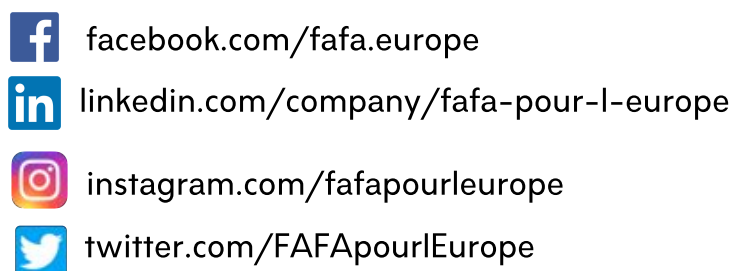 facebook.com/fafa.europe
linkedin.com/company/fafa-pour-l-europe
instagram.com/fafapourleurope
twitter.com/FAFApourlEurope